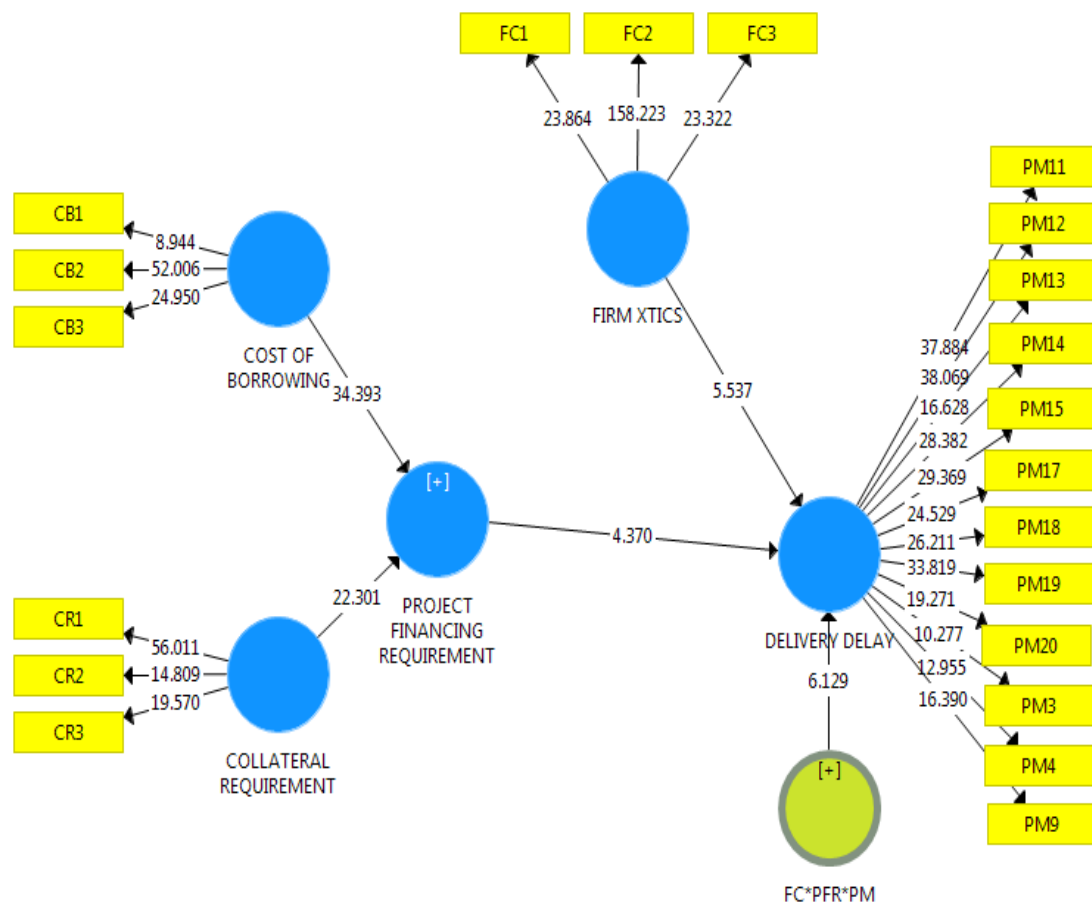 FC1
FC2
FC3
23.864
158.223
23.322
FIRM XTICS
CB1
CB2
CB3
8.944
52.006
24.950
COST OF
BORROWING
34.393
5.537
[+]
PROJECT
FINANCING
REQUIREMENT
4.370
CR1
CR2
CR3
56.011
14.809
19.570
COLLATERAL
REQUIREMENT
22.301
DELIVERY DELAY
6.129
[+]
FC*PFR*PM
37.884
38.069
16.628
28.382
29.369
24.529
26.211
33.819
19.271
10.277
12.955
16.390
PM11
PM12
PM13
PM14
PM15
PM17
PM18
PM19
PM20
PM3
PM4
PM9